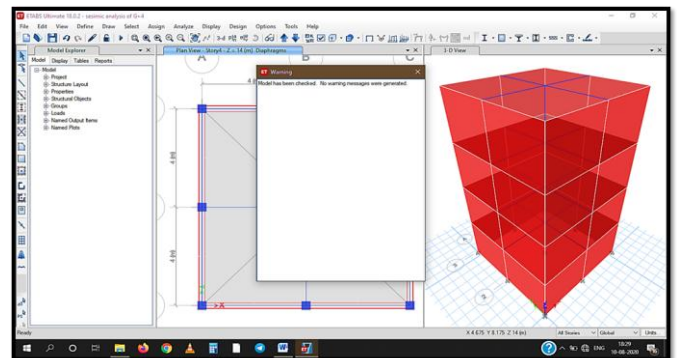 ETABS Ultimate 18.0.2 - seismic analysis of G+4
File Edit View Define Draw Select Assign Analyze Display Design Options Tools Help
Model Explorer
Plan View - Story4 - Z = 14 (m) Diaphragms
3-D View
Model Display Tables Reports
Model
Project
Structure Layout
Properties
Structural Objects
Groups
Loads
Named Output Items
Named Plots
Warning
Model has been checked. No warning messages were generated.
A
B
C
4 (m)
4 (m)
Ready
X 4.675 Y 8.175 Z 14 (m)
All Stories
Global
Units
ENG
18:29
10-08-2020